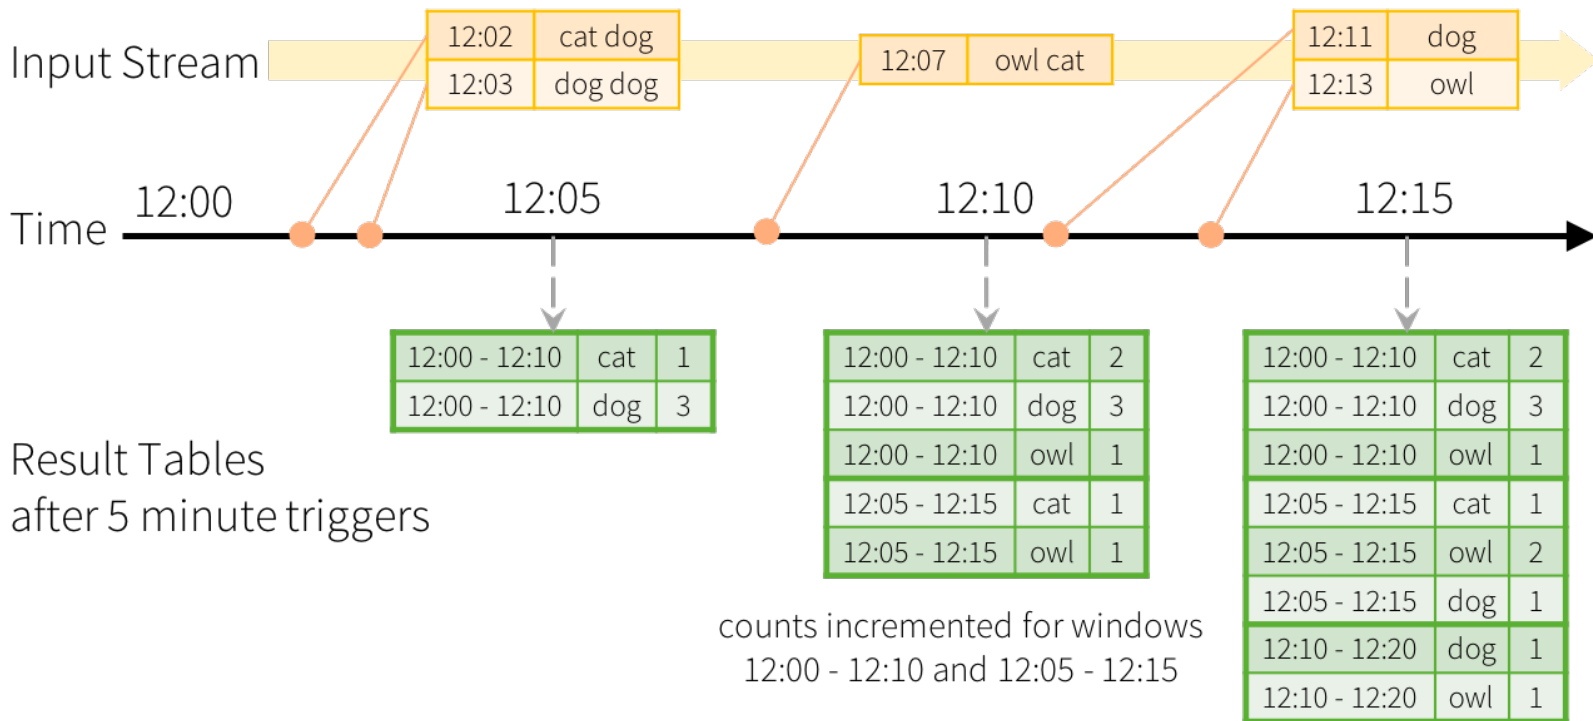 Input Stream
12:02 cat dog
12:03 dog dog
12:07 owl cat
12:11 dog
12:13 owl
Time
12:00
12:05
12:10
12:15
Result Tables
after 5 minute triggers
12:00 - 12:10 cat 1
12:00 - 12:10 dog 3
12:00 - 12:10 cat 2
12:00 - 12:10 dog 3
12:00 - 12:10 owl 1
12:05 - 12:15 cat 1
12:05 - 12:15 owl 1
counts incremented for windows
12:00 - 12:10 and 12:05 - 12:15
12:00 - 12:10 cat 2
12:00 - 12:10 dog 3
12:00 - 12:10 owl 1
12:05 - 12:15 cat 1
12:05 - 12:15 owl 2
12:05 - 12:15 dog 1
12:10 - 12:20 dog 1
12:10 - 12:20 owl 1